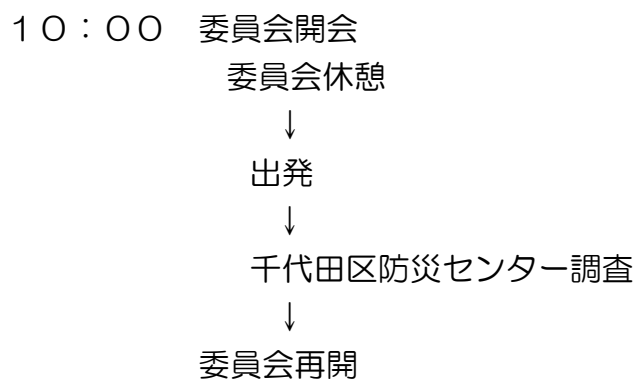 １０：００　委員会開会
委員会休憩
↓
出発
↓
千代田区防災センター調査
↓
委員会再開